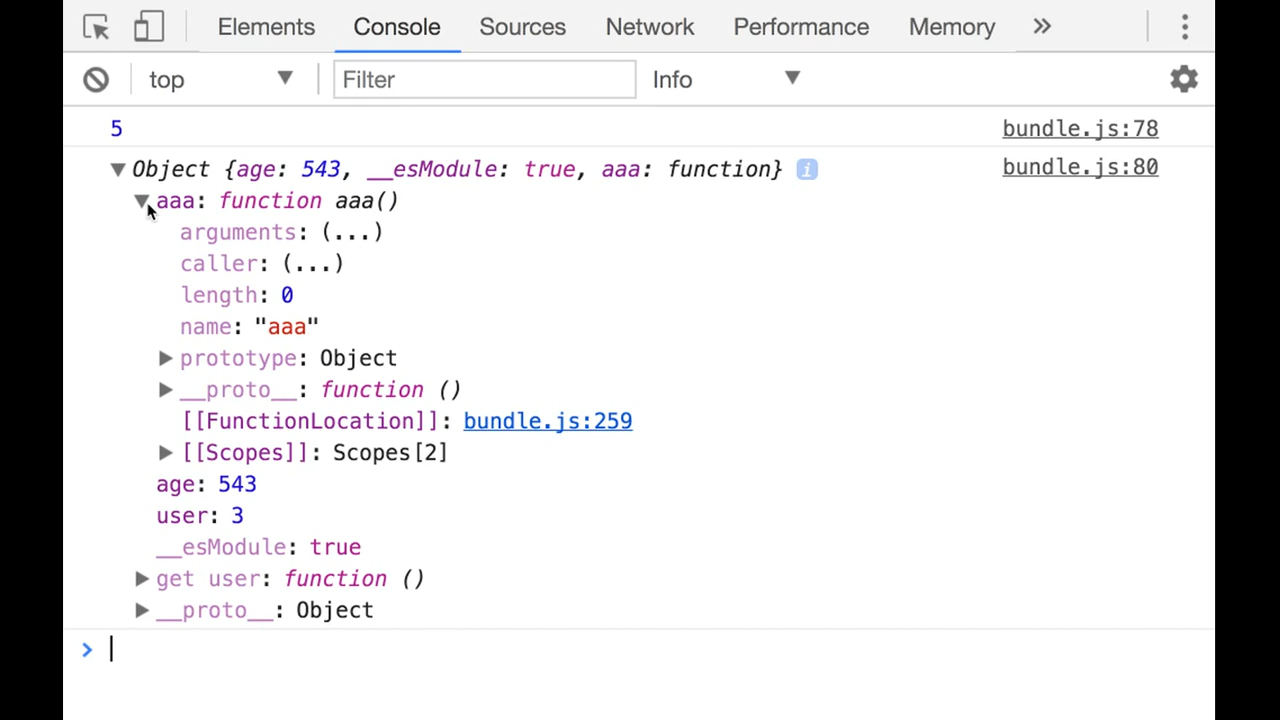 Elements Console Sources Network Performance Memory »
top Filter Info
5 bundle.js:78
Object {age: 543, __esModule: true, aaa: function} i bundle.js:80
aaa: function aaa()
arguments: (...)
caller: (...)
length: 0
name: "aaa"
prototype: Object
__proto__: function ()
[[FunctionLocation]]: bundle.js:259
[[Scopes]]: Scopes[2]
age: 543
user: 3
__esModule: true
get user: function ()
__proto__: Object
>